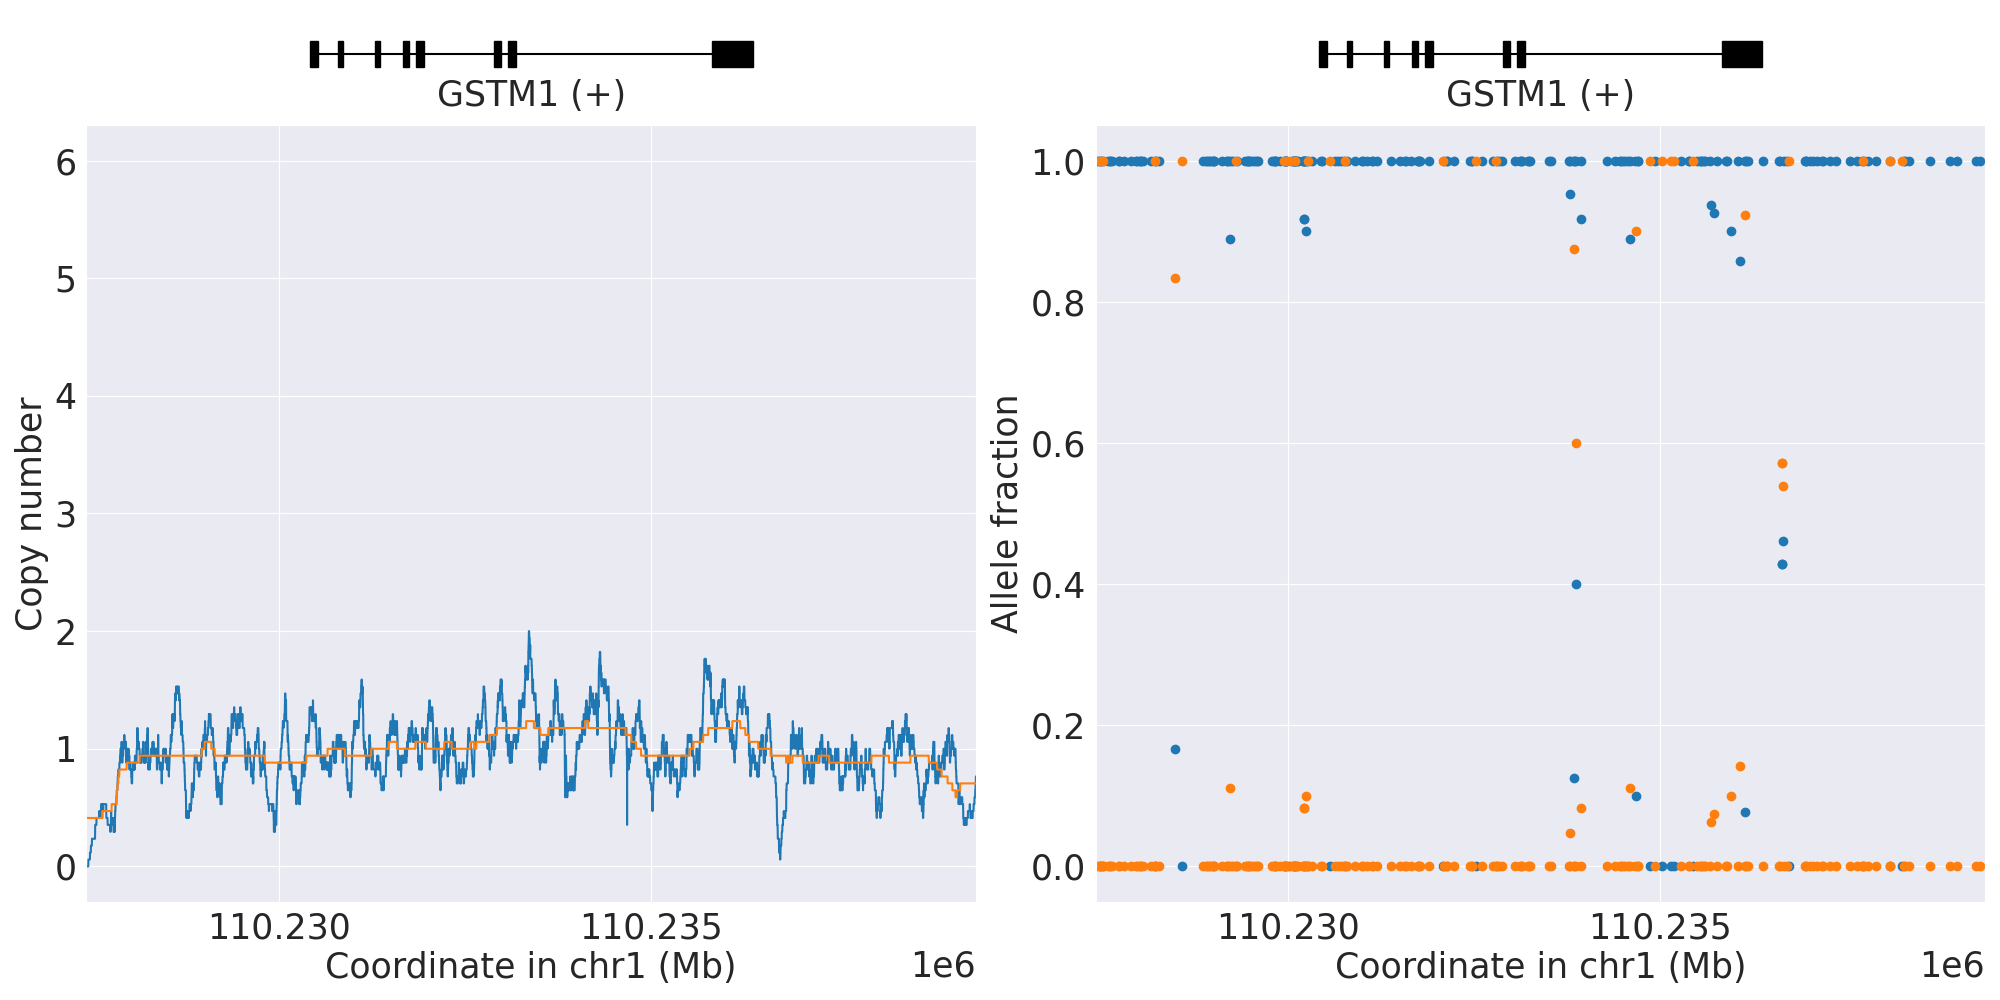 GSTM1 (+)
6
5
4
3
2
1
0
Copy number
110.230
110.235
Coordinate in chr1 (Mb)
1e6
GSTM1 (+)
1.0
0.8
0.6
0.4
0.2
0.0
Allele fraction
110.230
110.235
Coordinate in chr1 (Mb)
1e6